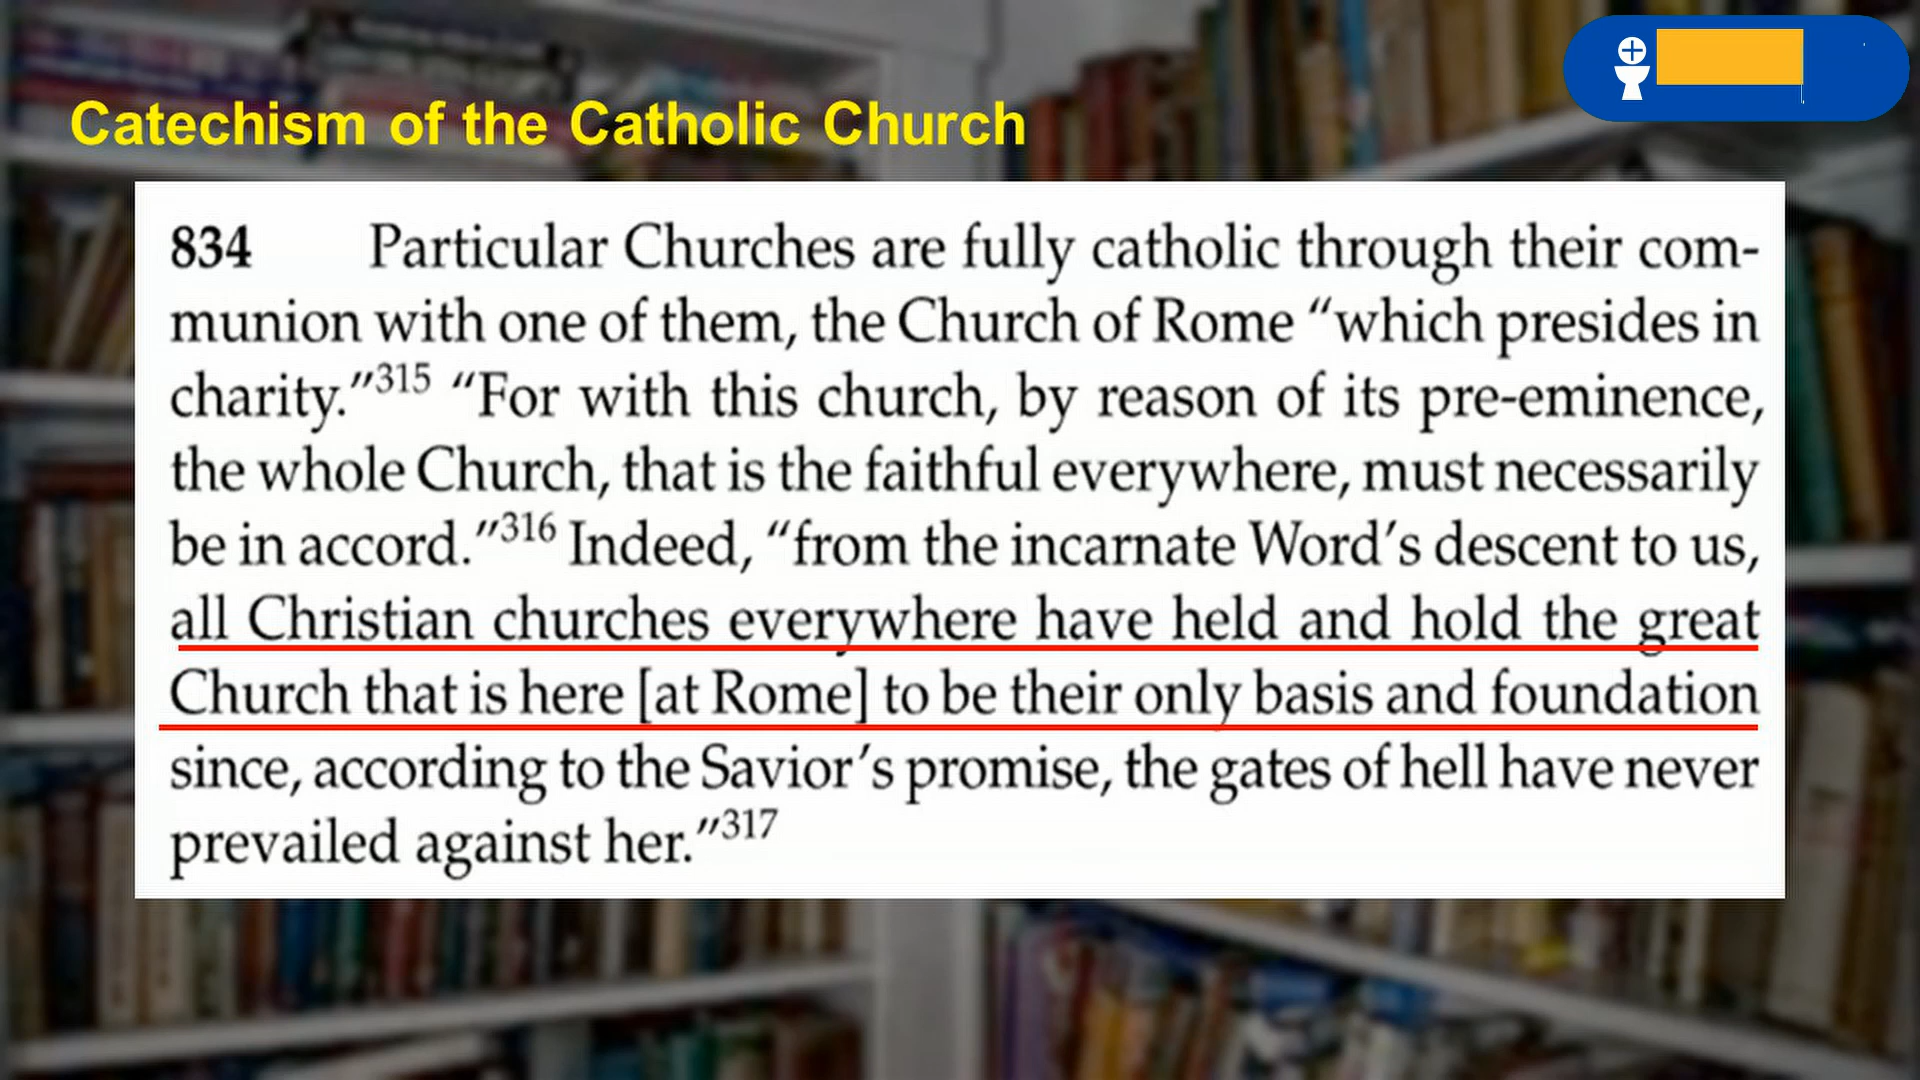 Catechism of the Catholic Church
834 Particular Churches are fully catholic through their com-
munion with one of them, the Church of Rome “which presides in
charity.”315 “For with this church, by reason of its pre-eminence,
the whole Church, that is the faithful everywhere, must necessarily
be in accord.”316 Indeed, “from the incarnate Word’s descent to us,
all Christian churches everywhere have held and hold the great
Church that is here [at Rome] to be their only basis and foundation
since, according to the Savior’s promise, the gates of hell have never
prevailed against her.”317